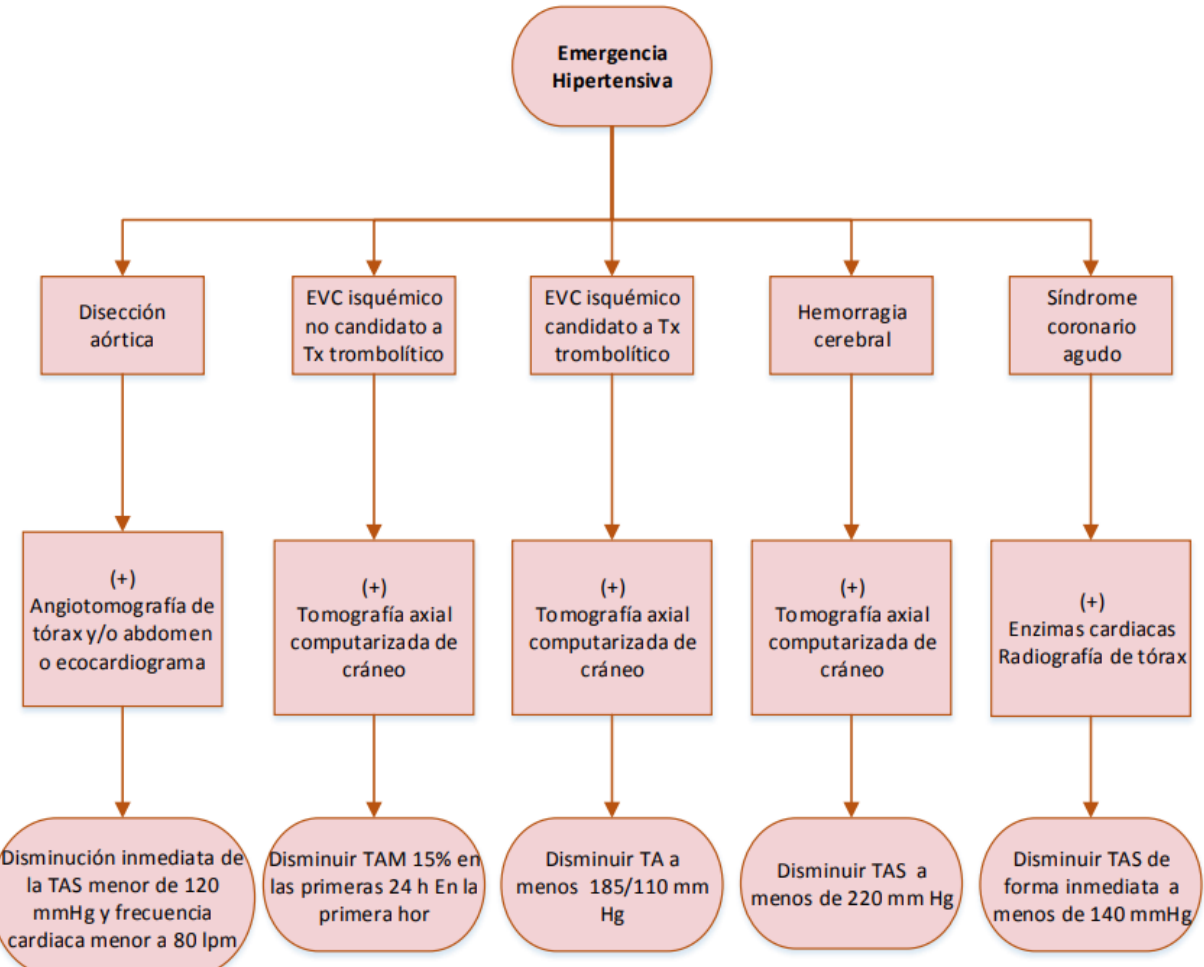 Emergencia
Hipertensiva
Disección
aórtica
EVC isquémico
no candidato a
Tx trombolítico
EVC isquémico
candidato a Tx
trombolítico
Hemorragia
cerebral
Síndrome
coronario
agudo
(+)
Angiotomografía de
tórax y/o abdomen
o ecocardiograma
(+)
Tomografía axial
computarizada de
cráneo
(+)
Tomografía axial
computarizada de
cráneo
(+)
Tomografía axial
computarizada de
cráneo
(+)
Enzimas cardiacas
Radiografía de tórax
Disminución inmediata de
la TAS menor de 120
mmHg y frecuencia
cardiaca menor a 80 lpm
Disminuir TAM 15% en
las primeras 24 h En la
primera hor
Disminuir TA a
menos 185/110 mm
Hg
Disminuir TAS a
menos de 220 mm Hg
Disminuir TAS de
forma inmediata a
menos de 140 mmHg